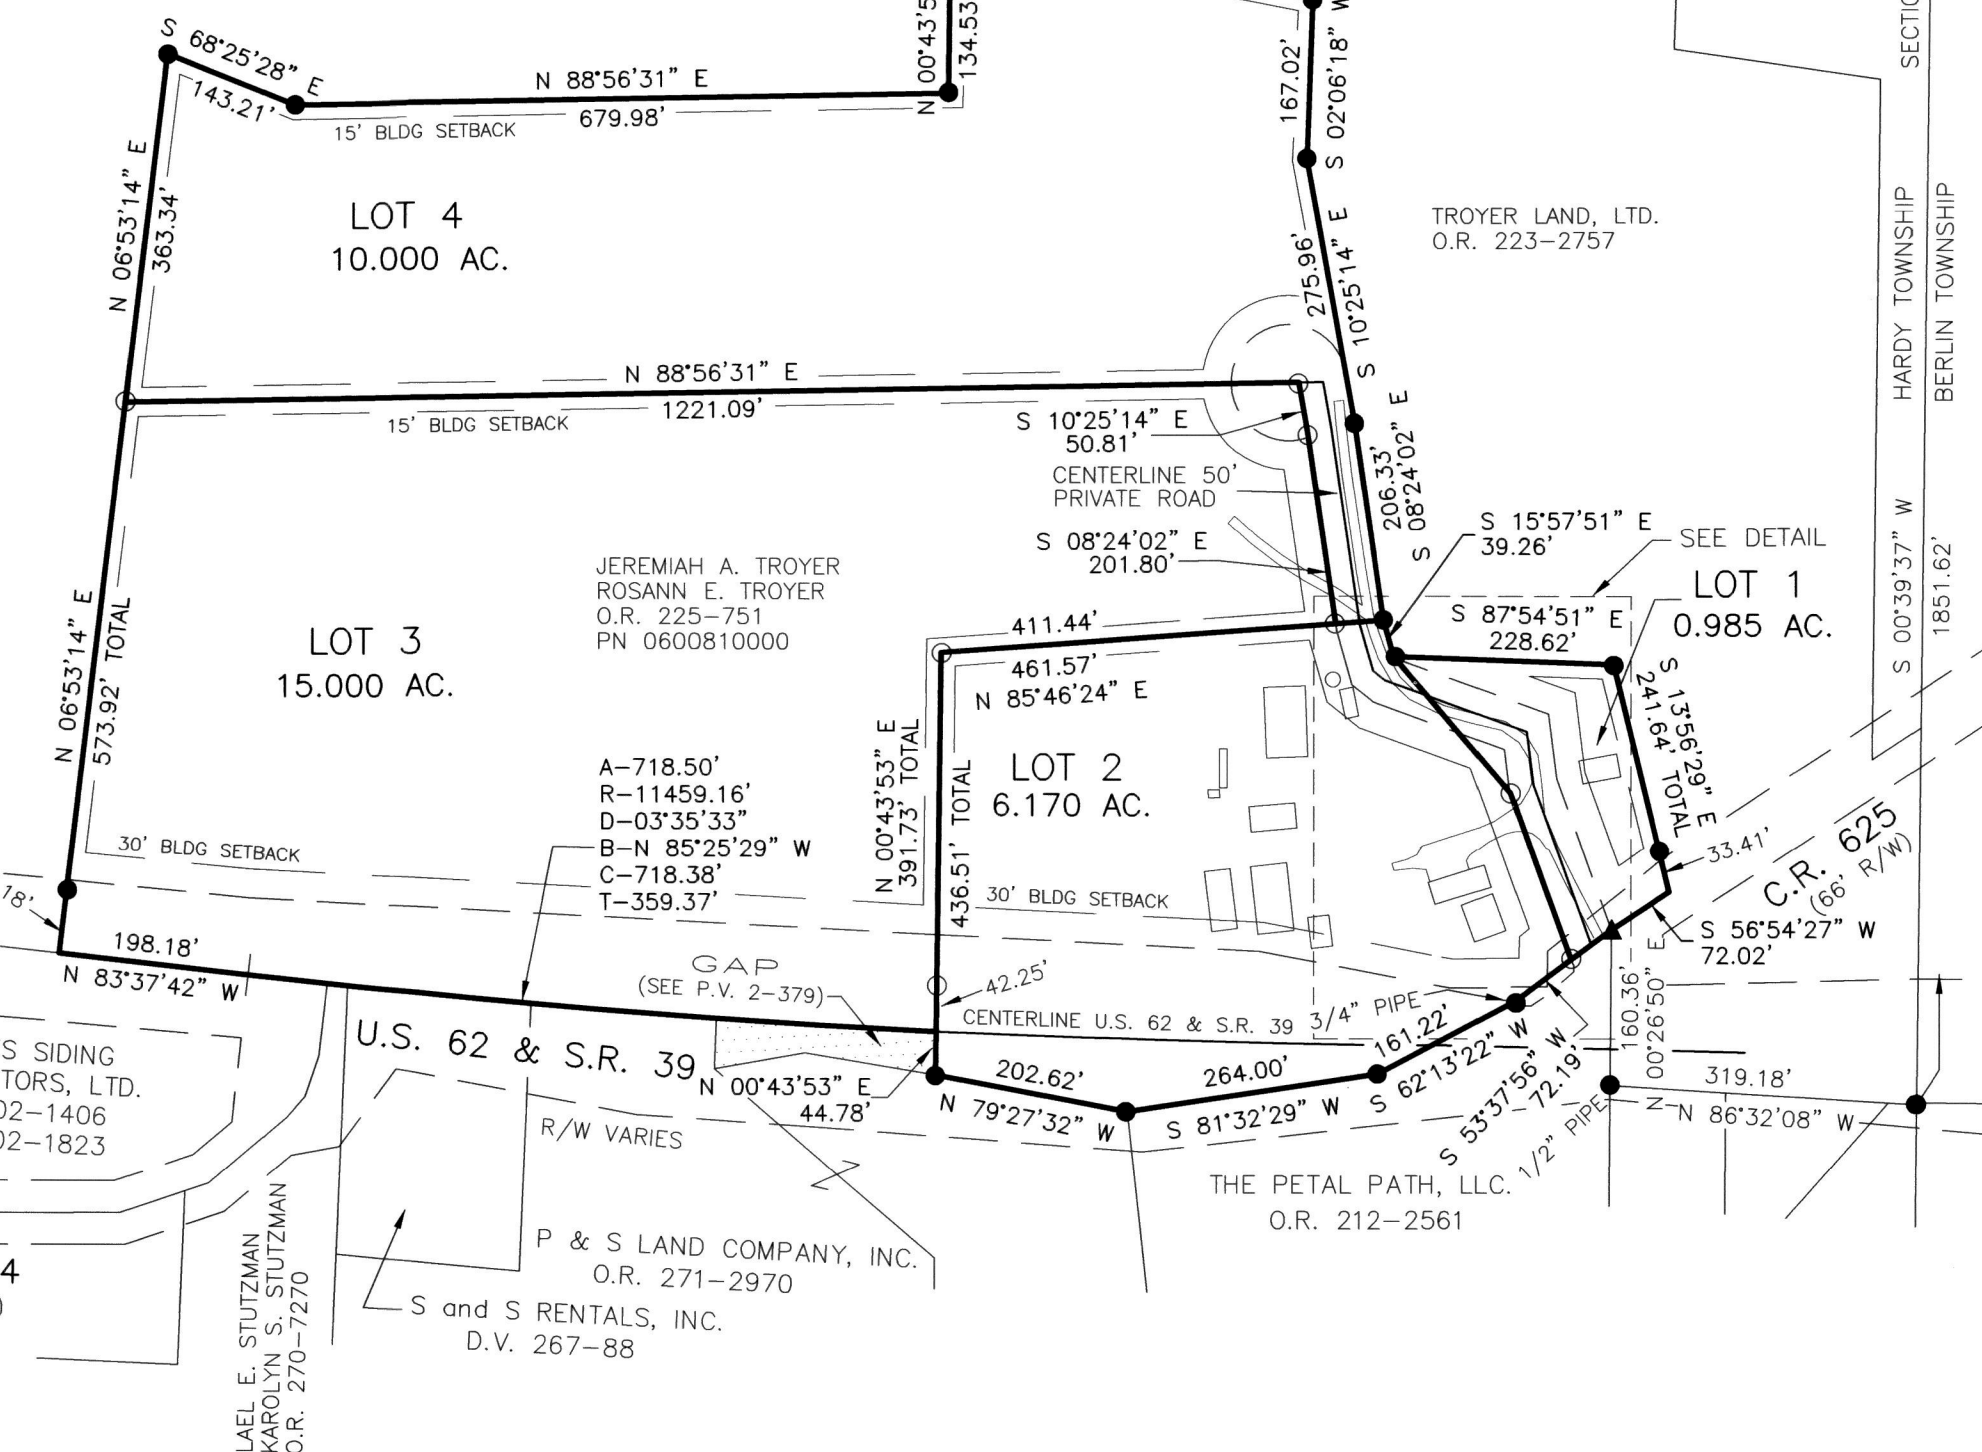 S 68°25'28" E
143.21'
N 88°56'31" E
679.98'
15' BLDG SETBACK
N 00°43'5
134.53
167.02'
S 02°06'18" W
SECTIO
N 06°53'14" E
363.34'
LOT 4
10.000 AC.
275.96'
S 10°25'14" E
TROYER LAND, LTD.
O.R. 223-2757
HARDY TOWNSHIP
BERLIN TOWNSHIP
N 88°56'31" E
1221.09'
15' BLDG SETBACK
S 10°25'14" E
50.81'
CENTERLINE 50'
PRIVATE ROAD
S 08°24'02" E
201.80'
206.33'
S 08°24'02" E
S 15°57'51" E
39.26'
SEE DETAIL
LOT 1
0.985 AC.
S 87°54'51" E
228.62'
S 00°39'37" W
1851.62'
JEREMIAH A. TROYER
ROSANN E. TROYER
O.R. 225-751
PN 0600810000
N 06°53'14" E
573.92' TOTAL
LOT 3
15.000 AC.
411.44'
461.57'
N 85°46'24" E
S 13°56'29" E
241.64' TOTAL
N 00°43'53" E
391.73' TOTAL
436.51' TOTAL
LOT 2
6.170 AC.
A-718.50'
R-11459.16'
D-03°35'33"
B-N 85°25'29" W
C-718.38'
T-359.37'
30' BLDG SETBACK
30' BLDG SETBACK
33.41'
C.R. 625
(66' R/W)
S 56°54'27" W
72.02'
18'
198.18'
N 83°37'42" W
GAP
(SEE P.V. 2-379)
42.25'
CENTERLINE U.S. 62 & S.R. 39
3/4" PIPE
161.22'
S 62°13'22" W
S 53°37'56" W
72.19'
160.36'
N 00°26'50" E
319.18'
N 86°32'08" W
1/2" PIPE
U.S. 62 & S.R. 39
N 00°43'53" E
44.78'
202.62'
N 79°27'32" W
264.00'
S 81°32'29" W
R/W VARIES
S SIDING
TORS, LTD.
02-1406
02-1823
THE PETAL PATH, LLC.
O.R. 212-2561
P & S LAND COMPANY, INC.
O.R. 271-2970
S and S RENTALS, INC.
D.V. 267-88
4
LAEL E. STUTZMAN
KAROLYN S. STUTZMAN
O.R. 270-7270